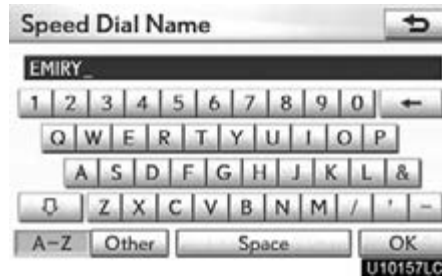 Speed Dial Name
EMIRY_
1 2 3 4 5 6 7 8 9 0 ←
Q W E R T Y U I O P
A S D F G H J K L &
Z X C V B N M / ' -
A-Z Other Space OK
U10157LC